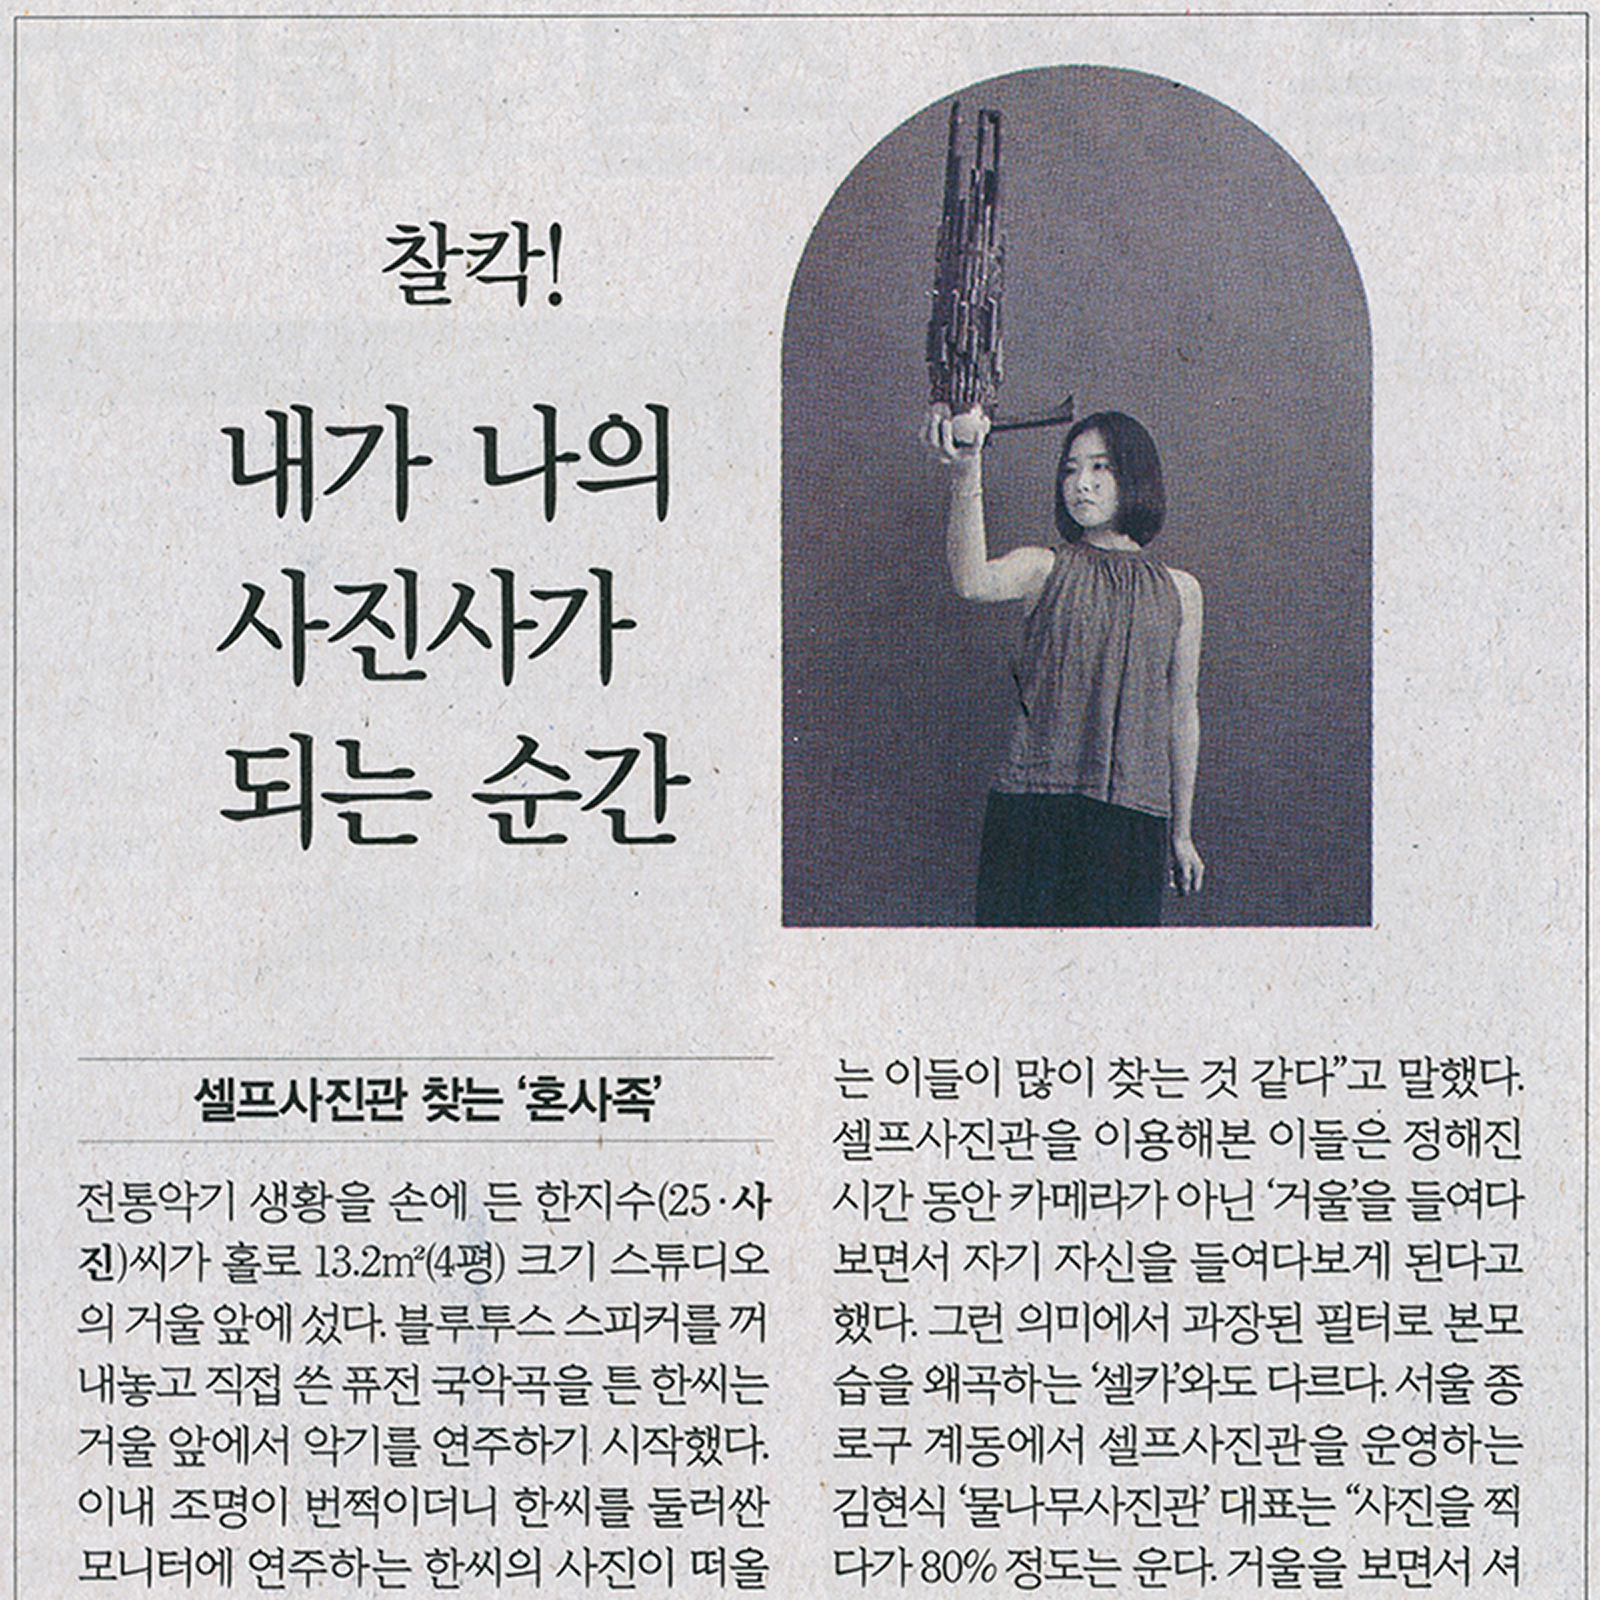 찰칵!
내가 나의
사진사가
되는 순간
셀프사진관 찾는 ‘혼사족’
전통악기 생황을 손에 든 한지수(25·사
진)씨가 홀로 13.2m²(4평) 크기 스튜디오
의 거울 앞에 섰다. 블루투스 스피커를 꺼
내놓고 직접 쓴 퓨전 국악곡을 튼 한씨는
거울 앞에서 악기를 연주하기 시작했다.
이내 조명이 번쩍이더니 한씨를 둘러싼
모니터에 연주하는 한씨의 사진이 떠올
는 이들이 많이 찾는 것 같다”고 말했다.
셀프사진관을 이용해본 이들은 정해진
시간 동안 카메라가 아닌 ‘거울’을 들여다
보면서 자기 자신을 들여다보게 된다고
했다. 그런 의미에서 과장된 필터로 본모
습을 왜곡하는 ‘셀카’와도 다르다. 서울 종
로구 계동에서 셀프사진관을 운영하는
김현식 ‘물나무사진관’ 대표는 “사진을 찍
다가 80% 정도는 운다. 거울을 보면서 셔